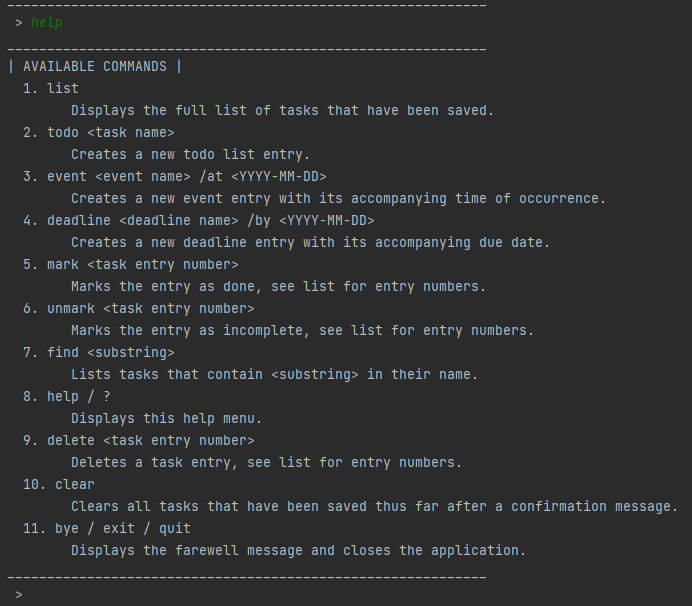 ____________________________________________________________
> help
____________________________________________________________
| AVAILABLE COMMANDS |
1. list
Displays the full list of tasks that have been saved.
2. todo <task name>
Creates a new todo list entry.
3. event <event name> /at <YYYY-MM-DD>
Creates a new event entry with its accompanying time of occurrence.
4. deadline <deadline name> /by <YYYY-MM-DD>
Creates a new deadline entry with its accompanying due date.
5. mark <task entry number>
Marks the entry as done, see list for entry numbers.
6. unmark <task entry number>
Marks the entry as incomplete, see list for entry numbers.
7. find <substring>
Lists tasks that contain <substring> in their name.
8. help / ?
Displays this help menu.
9. delete <task entry number>
Deletes a task entry, see list for entry numbers.
10. clear
Clears all tasks that have been saved thus far after a confirmation message.
11. bye / exit / quit
Displays the farewell message and closes the application.
____________________________________________________________
>